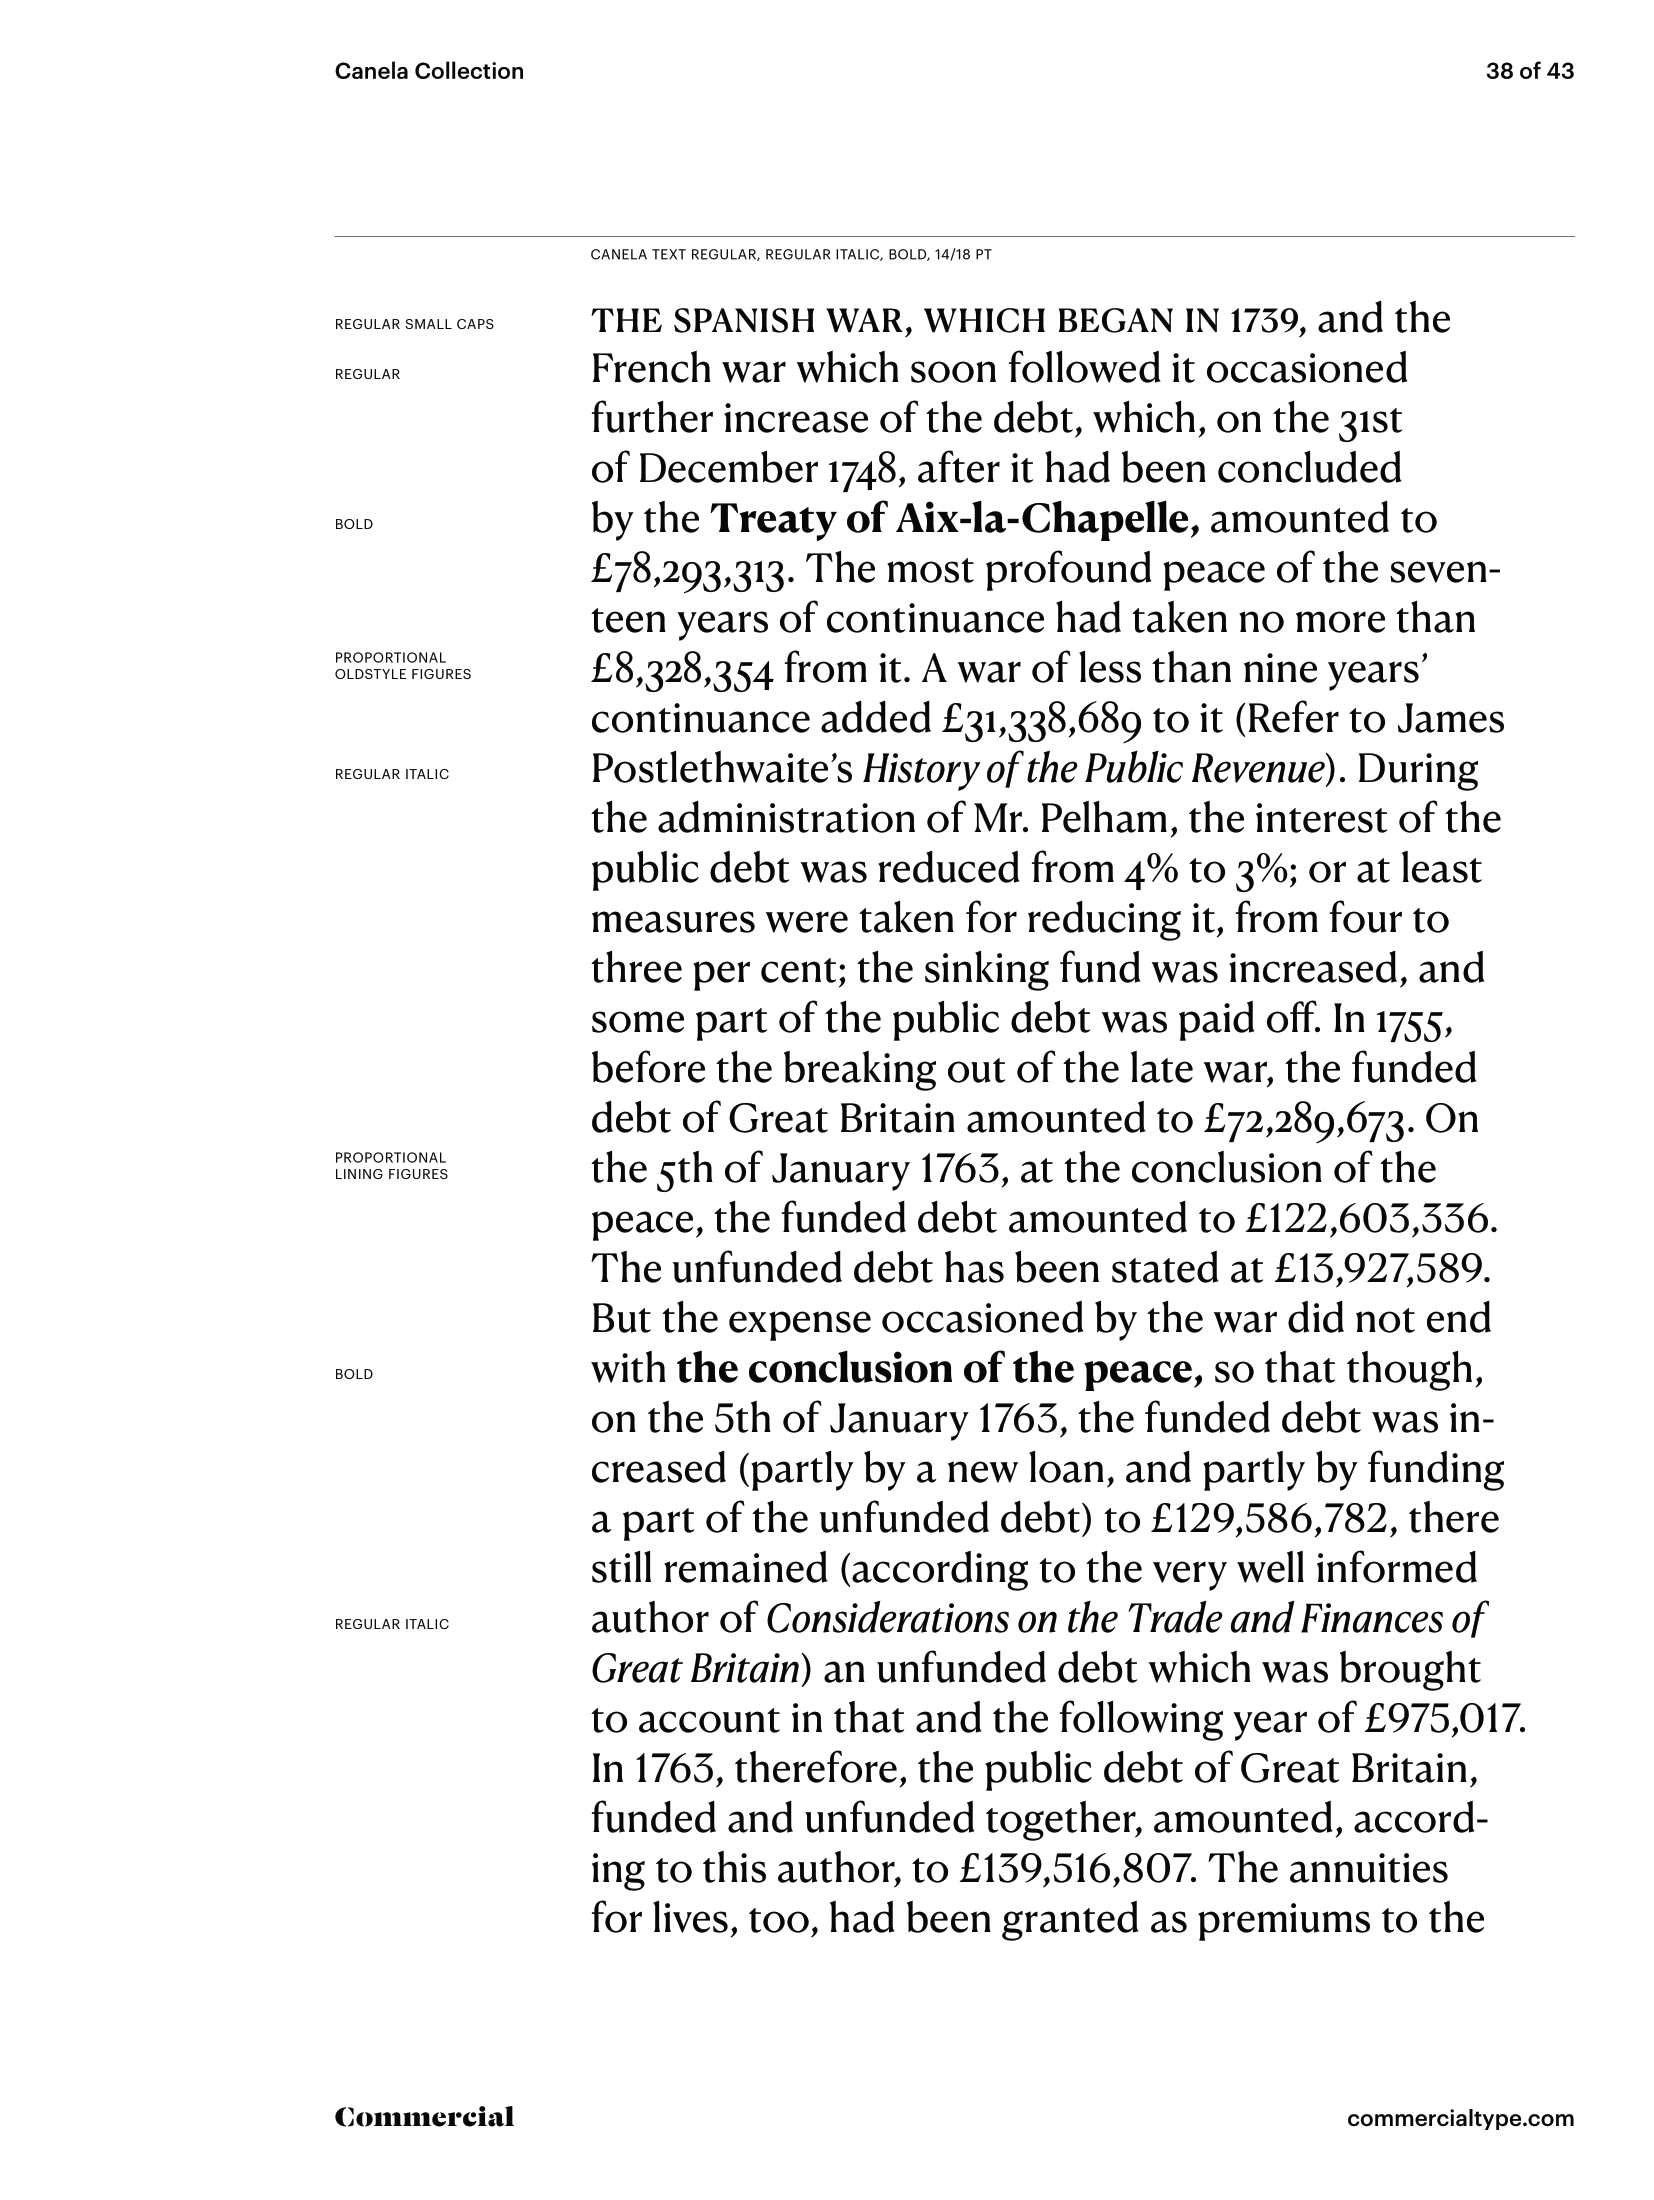 Canela Collection
38 of 43
CANELA TEXT REGULAR, REGULAR ITALIC, BOLD, 14/18 PT
REGULAR SMALL CAPS
THE SPANISH WAR, WHICH BEGAN IN 1739, and the
REGULAR
French war which soon followed it occasioned
further increase of the debt, which, on the 31st
of December 1748, after it had been concluded
BOLD
by the Treaty of Aix-la-Chapelle, amounted to
£78,293,313. The most profound peace of the seven-
teen years of continuance had taken no more than
PROPORTIONAL
OLDSTYLE FIGURES
£8,328,354 from it. A war of less than nine years’
continuance added £31,338,689 to it (Refer to James
REGULAR ITALIC
Postlethwaite’s History of the Public Revenue). During
the administration of Mr. Pelham, the interest of the
public debt was reduced from 4% to 3%; or at least
measures were taken for reducing it, from four to
three per cent; the sinking fund was increased, and
some part of the public debt was paid off. In 1755,
before the breaking out of the late war, the funded
debt of Great Britain amounted to £72,289,673. On
PROPORTIONAL
LINING FIGURES
the 5th of January 1763, at the conclusion of the
peace, the funded debt amounted to £122,603,336.
The unfunded debt has been stated at £13,927,589.
But the expense occasioned by the war did not end
BOLD
with the conclusion of the peace, so that though,
on the 5th of January 1763, the funded debt was in-
creased (partly by a new loan, and partly by funding
a part of the unfunded debt) to £129,586,782, there
still remained (according to the very well informed
REGULAR ITALIC
author of Considerations on the Trade and Finances of
Great Britain) an unfunded debt which was brought
to account in that and the following year of £975,017.
In 1763, therefore, the public debt of Great Britain,
funded and unfunded together, amounted, accord-
ing to this author, to £139,516,807. The annuities
for lives, too, had been granted as premiums to the
Commercial
commercialtype.com